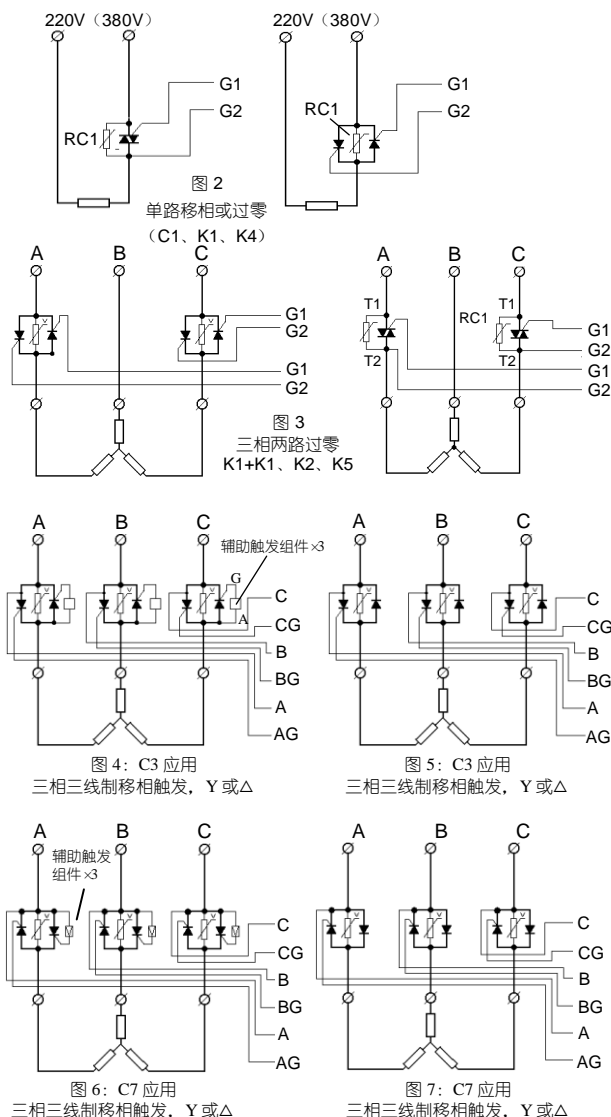 220V（380V）
220V（380V）
G1
G2
RC1
G1
G2
RC1
图 2
单路移相或过零
（C1、K1、K4）
A
B
C
G1
G2
G1
G2
A
B
C
T1
T2
RC1
T1
T2
G1
G2
G1
G2
图 3
三相两路过零
K1+K1、K2、K5
A
B
C
辅助触发组件×3
G
A
C
CG
B
BG
A
AG
图 4：C3 应用
三相三线制移相触发，Y 或△
A
B
C
C
CG
B
BG
A
AG
图 5：C3 应用
三相三线制移相触发，Y 或△
A
B
C
辅助触发
组件 ×3
C
CG
B
BG
A
AG
图 6：C7 应用
三相三线制移相触发，Y 或△
A
B
C
C
CG
B
BG
A
AG
图 7：C7 应用
三相三线制移相触发，Y 或△